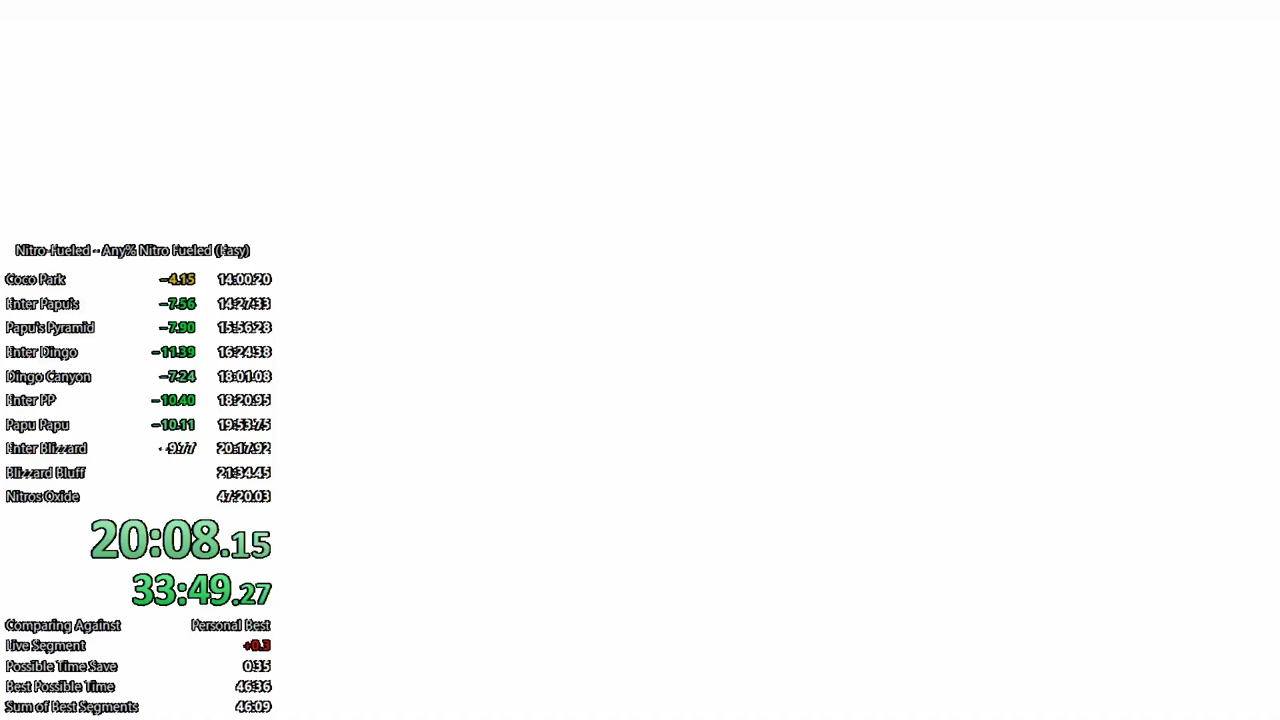 Nitro-Fueled - Any% Nitro Fueled (Easy)
Coco Park -4.15 14:00.20
Enter Papu's -7.56 14:27.33
Papu's Pyramid -7.90 15:56.28
Enter Dingo -11.39 16:24.38
Dingo Canyon -7.24 18:01.08
Enter PP -10.40 18:20.95
Papu Papu -10.11 19:53.75
Enter Blizzard -9.77 20:17.92
Blizzard Bluff 21:34.45
Nitros Oxide 47:20.03
20:08.15
33:49.27
Comparing Against Personal Best
Live Segment +0.3
Possible Time Save 0:35
Best Possible Time 46:36
Sum of Best Segments 46:09